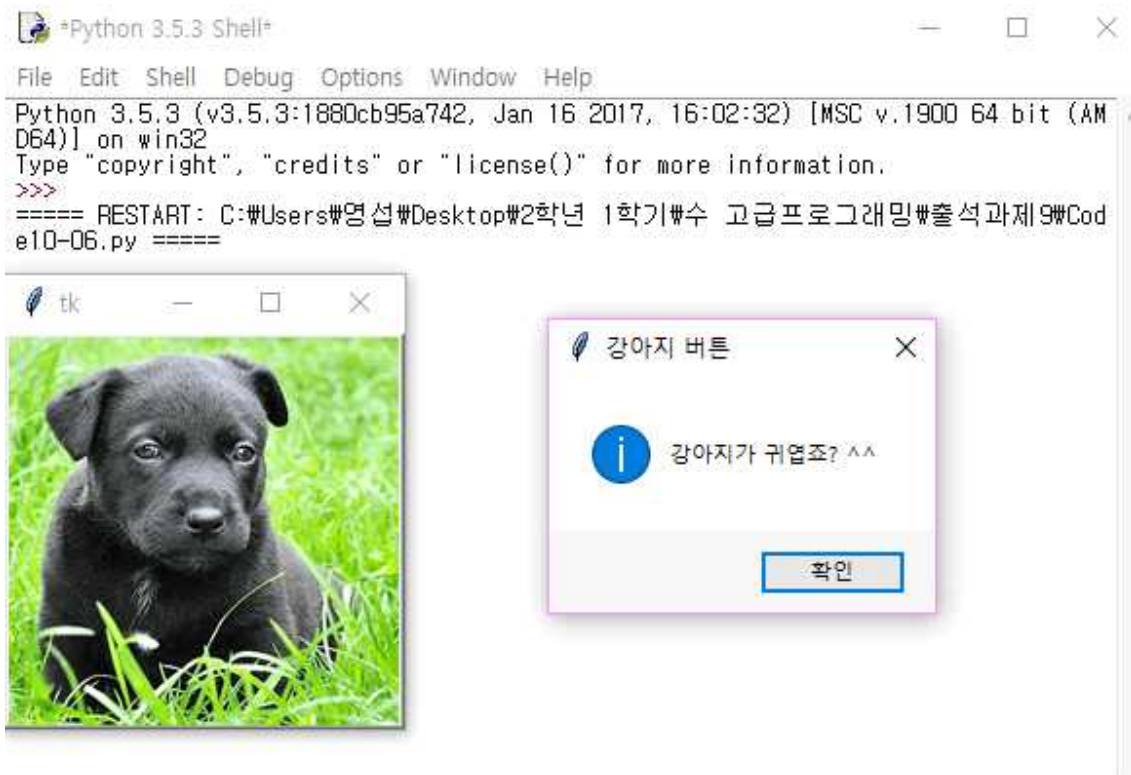 *Python 3.5.3 Shell*
File Edit Shell Debug Options Window Help
Python 3.5.3 (v3.5.3:1880cb95a742, Jan 16 2017, 16:02:32) [MSC v.1900 64 bit (AM
D64)] on win32
Type "copyright", "credits" or "license()" for more information.
>>>
===== RESTART: C:₩Users₩영섭₩Desktop₩2학년 1학기₩수 고급프로그래밍₩출석과제9₩Cod
e10-06.py =====
tk
강아지 버튼
강아지가 귀엽죠? ^^
확인